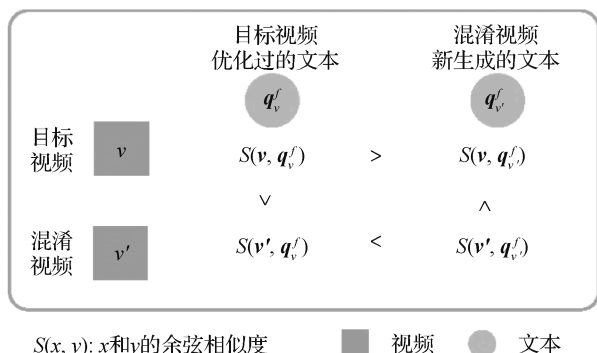 目标视频 混淆视频
优化过的文本 新生成的文本
q_v^f q_{v'}^f
目标
视频 v S(v, q_v^f) > S(v, q_{v'}^f)
∨ ∧
混淆
视频 v′ S(v′, q_v^f) < S(v′, q_{v'}^f)
S(x, y): x和y的余弦相似度 视频 文本